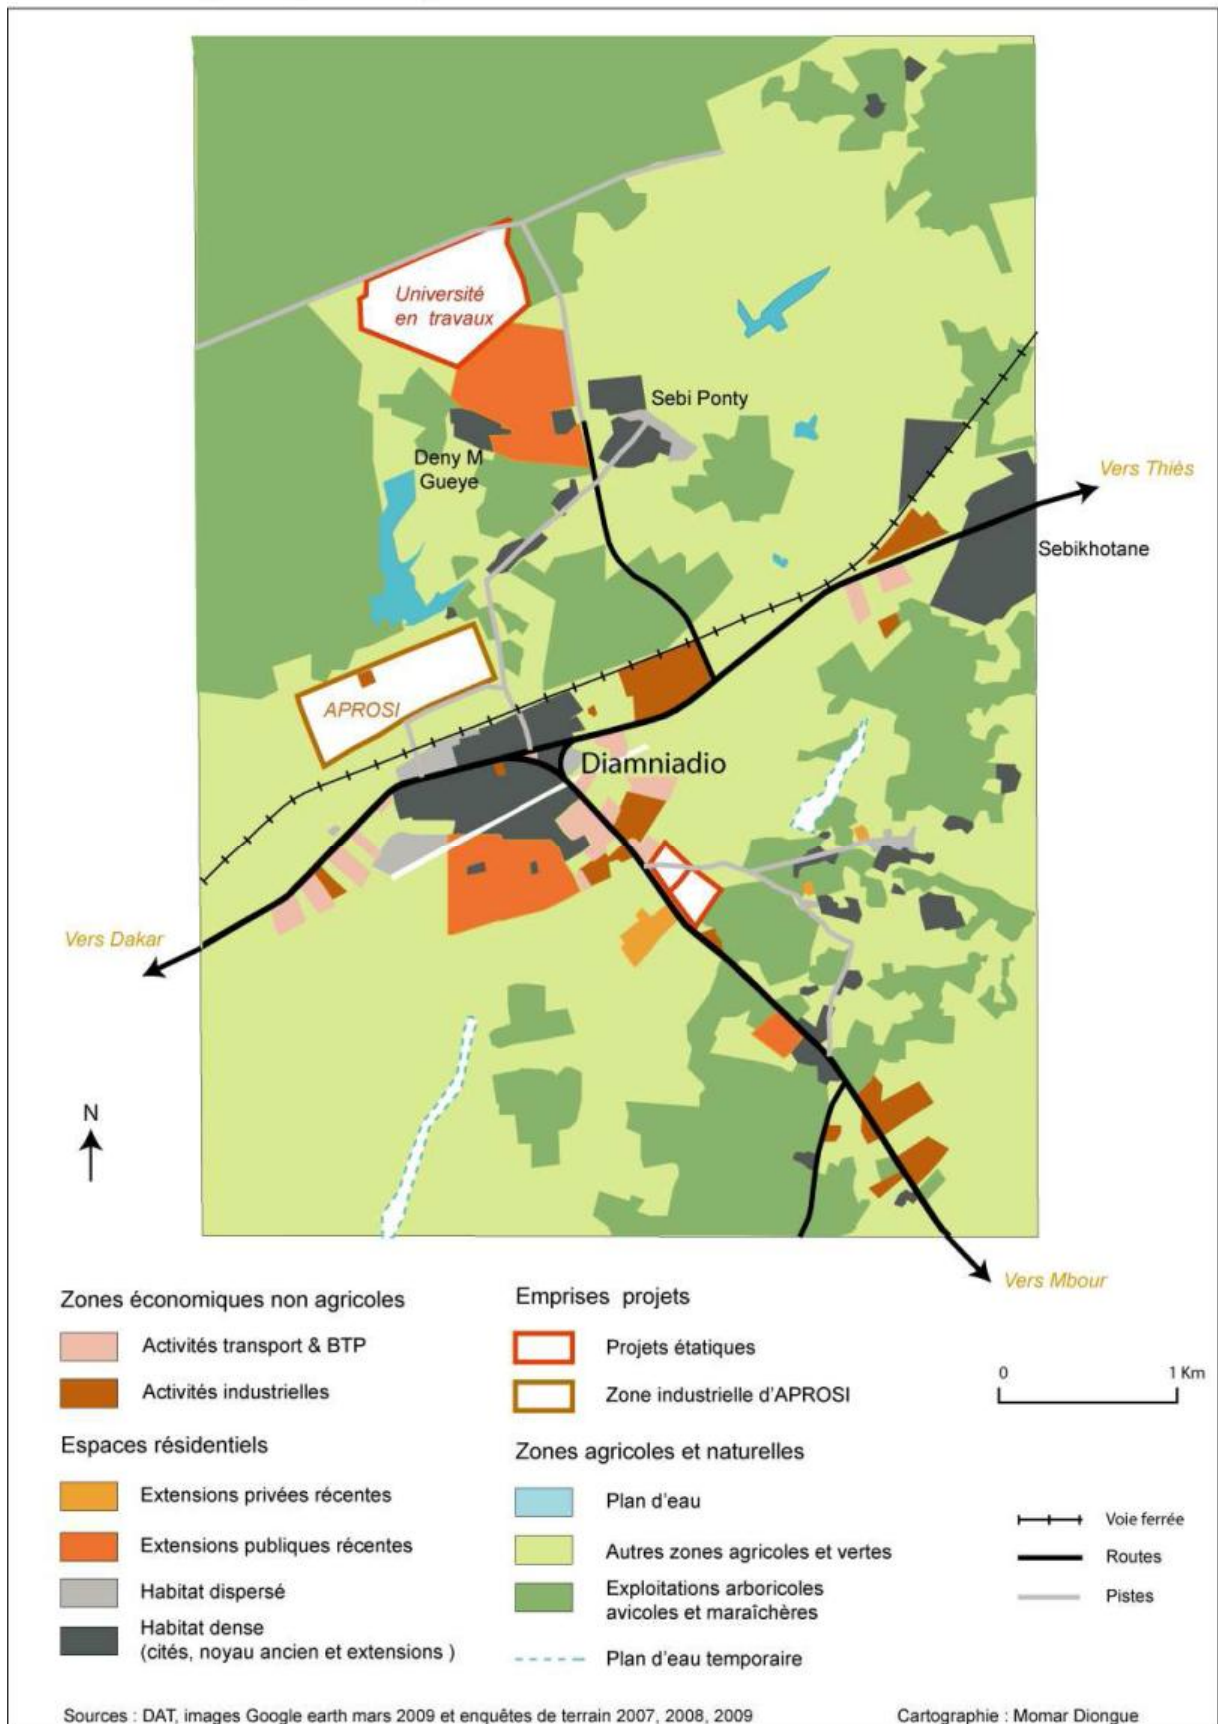 Université
en travaux
Sebi Ponty
Deny M
Gueye
Vers Thiès
Sebikhotane
APROSI
Diamniadio
Vers Dakar
N
Vers Mbour
Zones économiques non agricoles
Activités transport & BTP
Activités industrielles
Espaces résidentiels
Extensions privées récentes
Extensions publiques récentes
Habitat dispersé
Habitat dense
(cités, noyau ancien et extensions )
Emprises projets
Projets étatiques
Zone industrielle d'APROSI
Zones agricoles et naturelles
Plan d'eau
Autres zones agricoles et vertes
Exploitations arboricoles
avicoles et maraîchères
Plan d'eau temporaire
0 1 Km
Voie ferrée
Routes
Pistes
Sources : DAT, images Google earth mars 2009 et enquêtes de terrain 2007, 2008, 2009
Cartographie : Momar Diongue